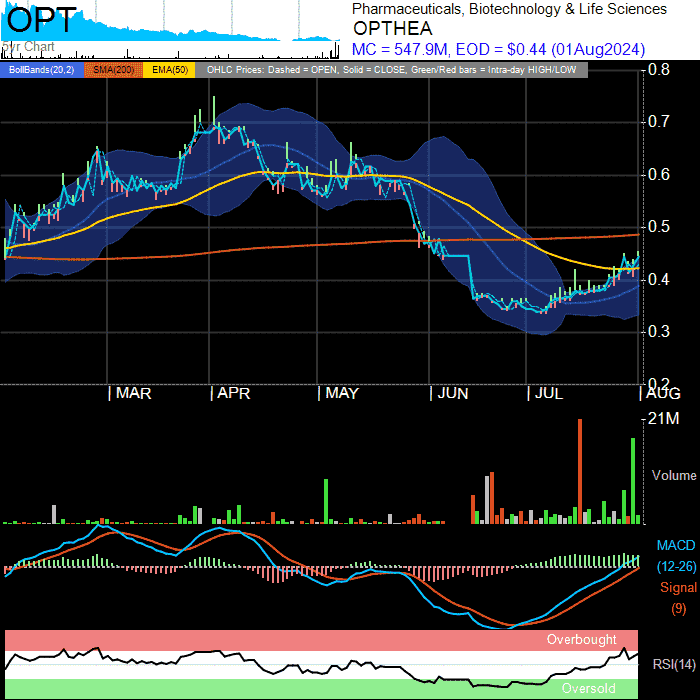 OPT
5yr Chart
Pharmaceuticals, Biotechnology & Life Sciences
OPTHEA
MC = 547.9M, EOD = $0.44 (01Aug2024)
BollBands(20,2) SMA(200) EMA(50) OHLC Prices: Dashed = OPEN, Solid = CLOSE, Green/Red bars = Intra-day HIGH/LOW
0.8
0.7
0.6
0.5
0.4
0.3
0.2
MAR APR MAY JUN JUL AUG
21M
Volume
MACD
(12-26)
Signal
(9)
Overbought
RSI(14)
Oversold